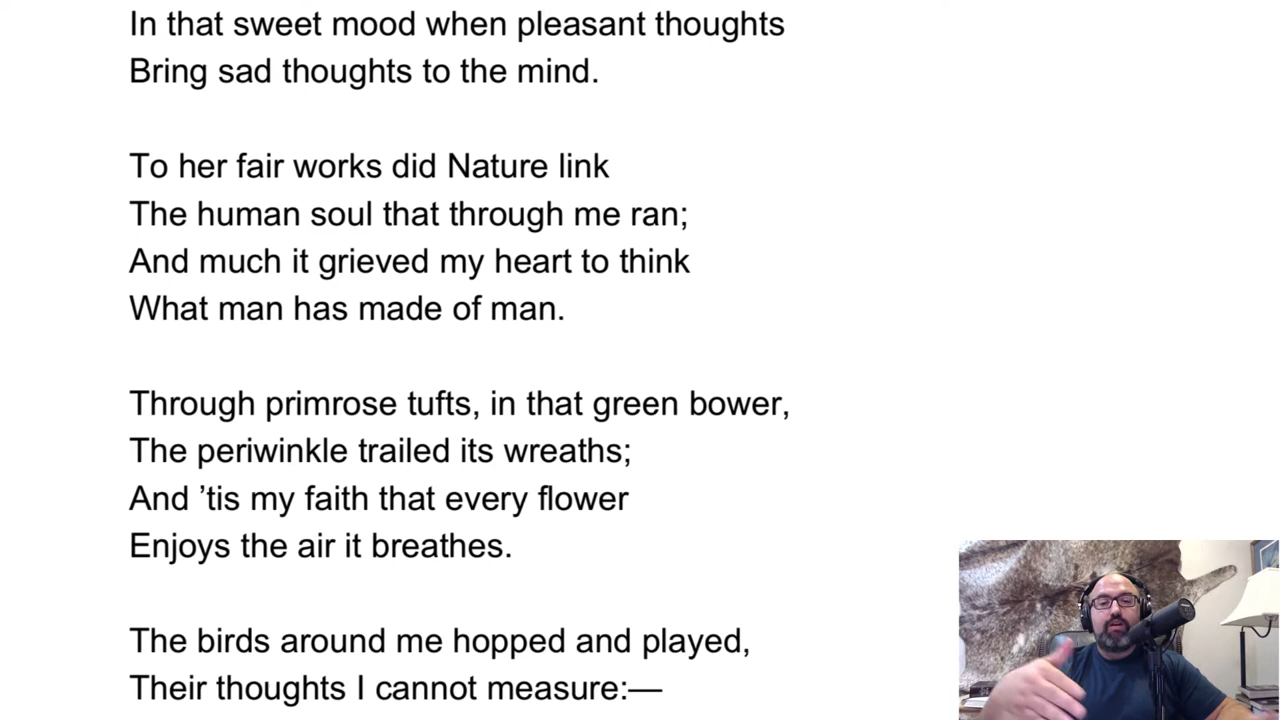 In that sweet mood when pleasant thoughts
Bring sad thoughts to the mind.
To her fair works did Nature link
The human soul that through me ran;
And much it grieved my heart to think
What man has made of man.
Through primrose tufts, in that green bower,
The periwinkle trailed its wreaths;
And ’tis my faith that every flower
Enjoys the air it breathes.
The birds around me hopped and played,
Their thoughts I cannot measure:—